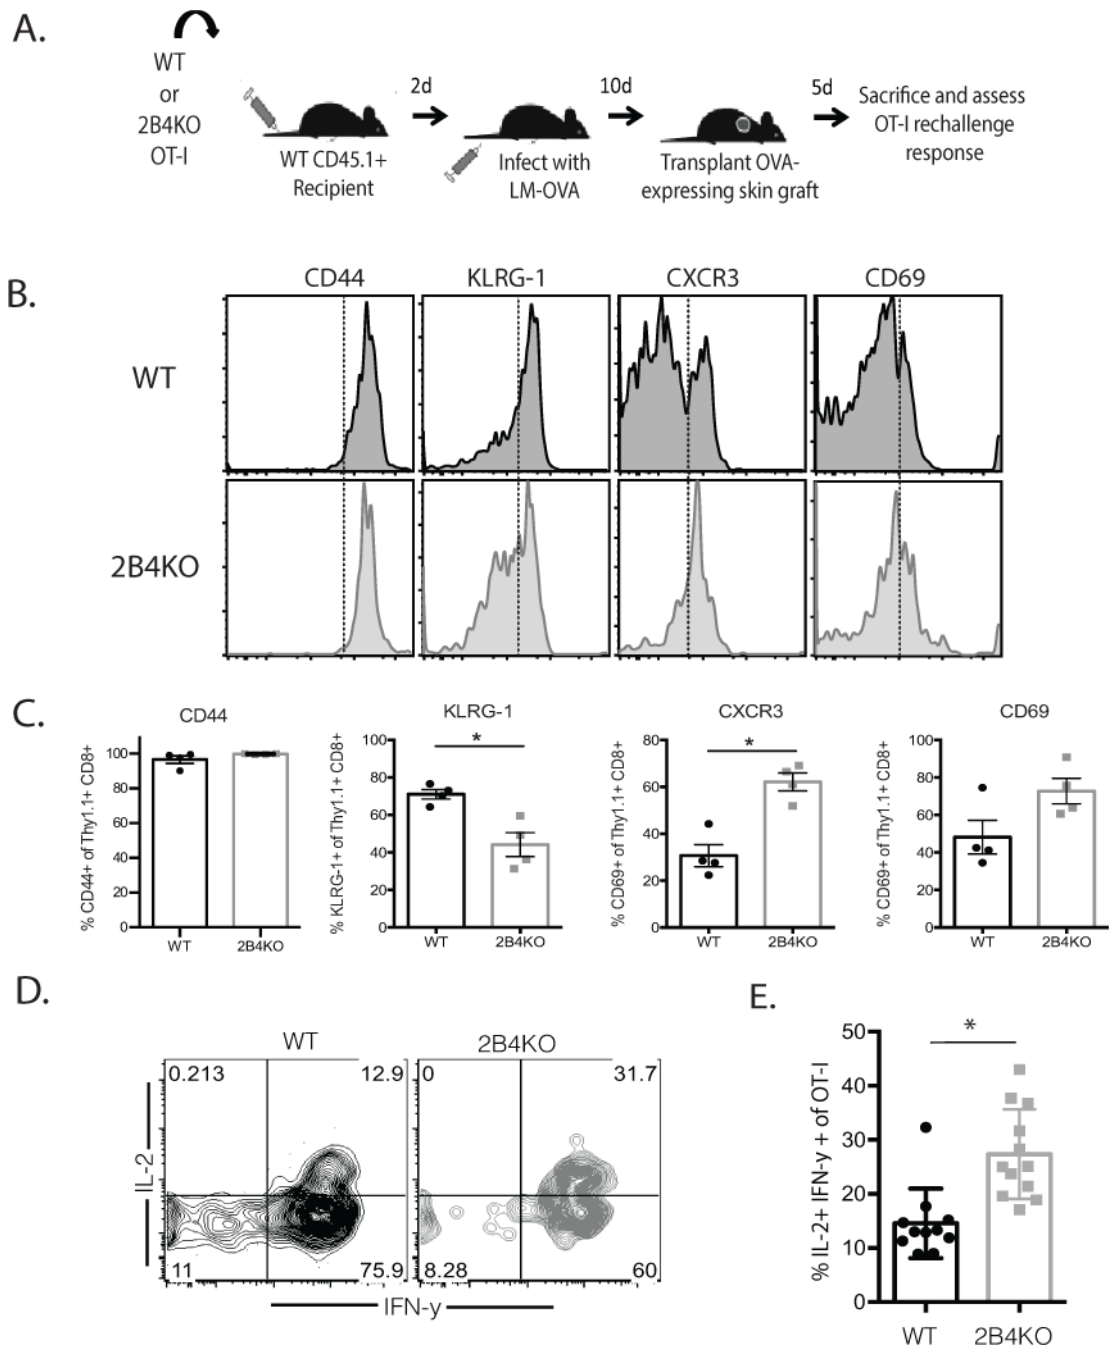 A.
WT
or
2B4KO
OT-I
WT CD45.1+
Recipient
2d
Infect with
LM-OVA
10d
Transplant OVA-
expressing skin graft
5d
Sacrifice and assess
OT-I rechallenge
response
B.
CD44
KLRG-1
CXCR3
CD69
WT
2B4KO
C.
CD44
% CD44+ of Thy1.1+ CD8+
100
80
60
40
20
0
WT
2B4KO
KLRG-1
% KLRG-1+ of Thy1.1+ CD8+
100
80
60
40
20
0
*
WT
2B4KO
CXCR3
% CD69+ of Thy1.1+ CD8+
80
60
40
20
0
*
WT
2B4KO
CD69
% CD69+ of Thy1.1+ CD8+
100
80
60
40
20
0
WT
2B4KO
D.
WT
2B4KO
0.213
12.9
11
75.9
0
31.7
8.28
60
IL-2
IFN-y
E.
% IL-2+ IFN-y + of OT-I
50
40
30
20
10
0
*
WT
2B4KO